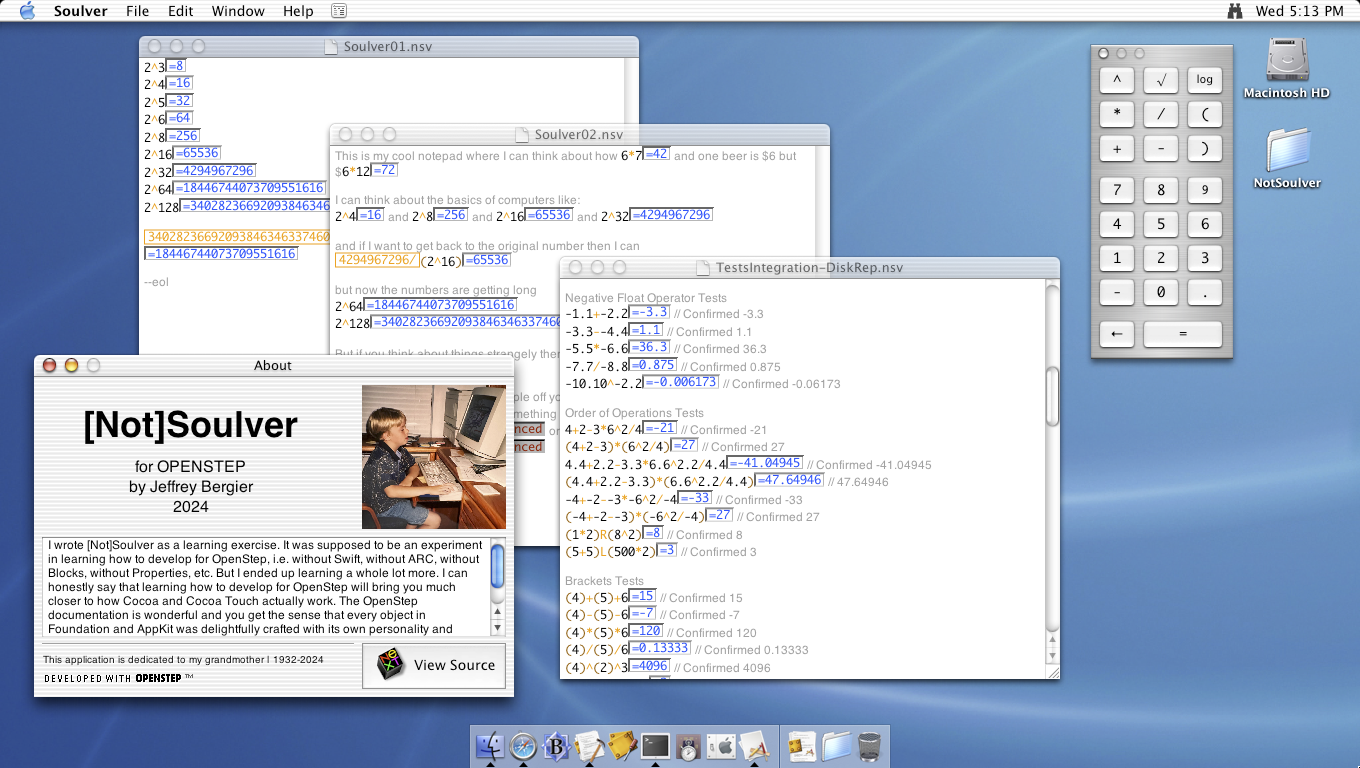 Soulver File Edit Window Help Wed 5:13 PM
Soulver01.nsv
2^3=8
2^4=16
2^5=32
2^6=64
2^8=256
2^16=65536
2^32=4294967296
2^64=18446744073709551616
2^128=34028236692093846346
34028236692093846346337460
=18446744073709551616
--eol
Soulver02.nsv
This is my cool notepad where I can think about how 6*7=42 and one beer is $6 but
$6*12=72
I can think about the basics of computers like:
2^4=16 and 2^8=256 and 2^16=65536 and 2^32=4294967296
and if I want to get back to the original number then I can
4294967296/(2^16)=65536
but now the numbers are getting long
2^64=18446744073709551616
2^128=34028236692093846346337460
But if you think about things strangely then
TestsIntegration-DiskRep.nsv
Negative Float Operator Tests
-1.1+-2.2=-3.3 // Confirmed -3.3
-3.3--4.4=1.1 // Confirmed 1.1
-5.5*-6.6=36.3 // Confirmed 36.3
-7.7/-8.8=0.875 // Confirmed 0.875
-10.10^-2.2=-0.006173 // Confirmed -0.06173
Order of Operations Tests
4+2-3*6^2/4=-21 // Confirmed -21
(4+2-3)*(6^2/4)=27 // Confirmed 27
4.4+2.2-3.3*6.6^2.2/4.4=-41.04945 // Confirmed -41.04945
(4.4+2.2-3.3)*(6.6^2.2/4.4)=47.64946 // 47.64946
-4+-2--3*-6^2/-4=-33 // Confirmed -33
(-4+-2--3)*(-6^2/-4)=27 // Confirmed 27
(1*2)R(8^2)=8 // Confirmed 8
(5+5)L(500*2)=3 // Confirmed 3
Brackets Tests
(4)+(5)+6=15 // Confirmed 15
(4)-(5)-6=-7 // Confirmed -7
(4)*(5)*6=120 // Confirmed 120
(4)/(5)/6=0.13333 // Confirmed 0.13333
(4)^(2)^3=4096 // Confirmed 4096
About
[Not]Soulver
for OPENSTEP
by Jeffrey Bergier
2024
I wrote [Not]Soulver as a learning exercise. It was supposed to be an experiment
in learning how to develop for OpenStep, i.e. without Swift, without ARC, without
Blocks, without Properties, etc. But I ended up learning a whole lot more. I can
honestly say that learning how to develop for OpenStep will bring you much
closer to how Cocoa and Cocoa Touch actually work. The OpenStep
documentation is wonderful and you get the sense that every object in
Foundation and AppKit was delightfully crafted with its own personality and
This application is dedicated to my grandmother | 1932-2024
DEVELOPED WITH OPENSTEP ™
View Source
^ √ log
* / (
+ - )
7 8 9
4 5 6
1 2 3
- 0 .
← =
Macintosh HD
NotSoulver